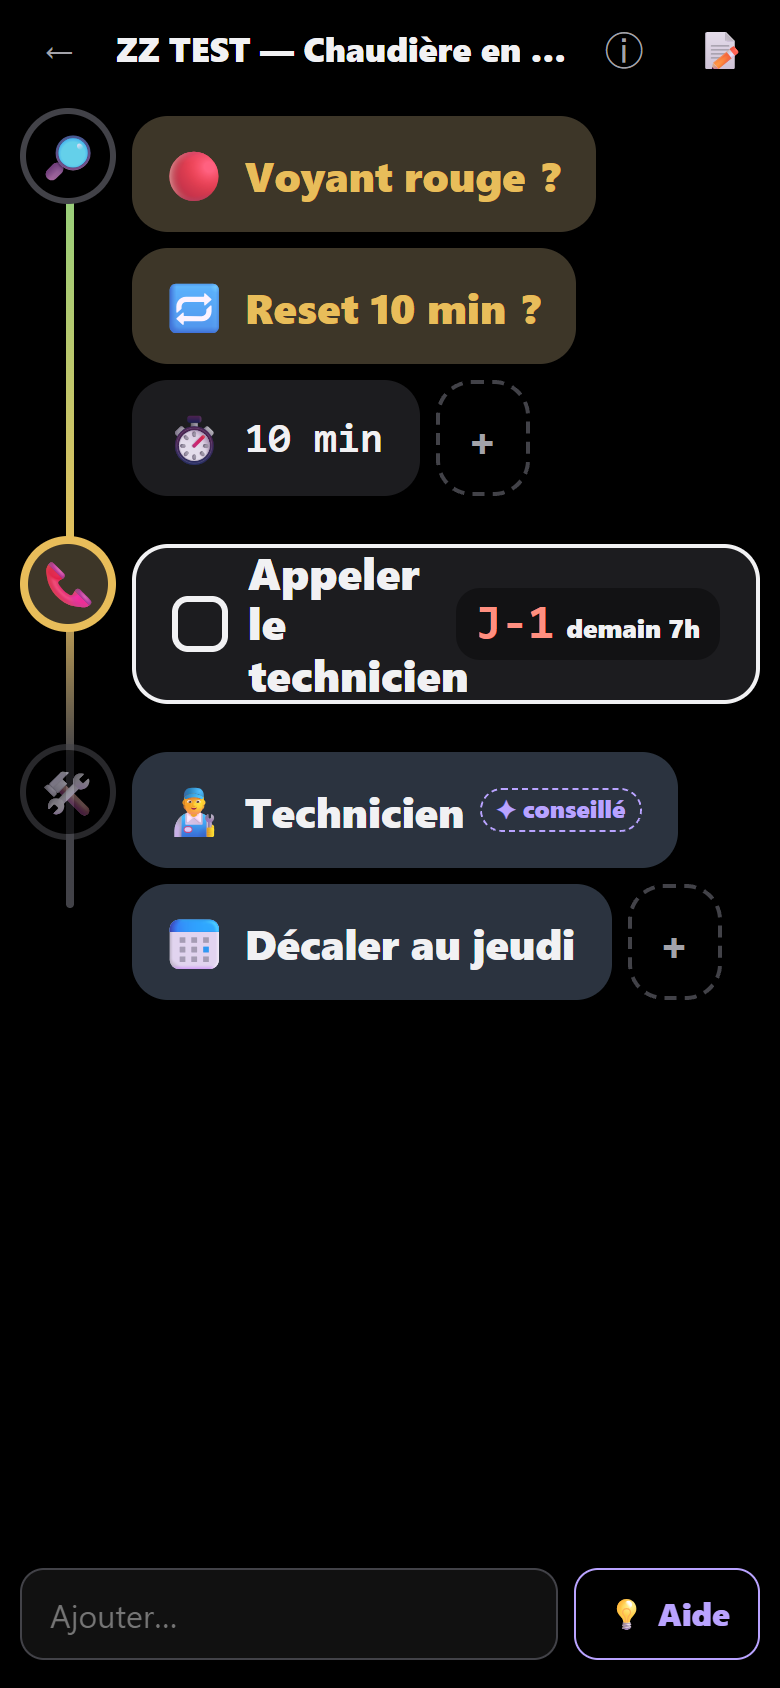 ← ZZ TEST — Chaudière en ... ⓘ
Voyant rouge ?
Reset 10 min ?
10 min +
Appeler
le
technicien
J-1 demain 7h
Technicien ✦ conseillé
Décaler au jeudi +
Ajouter...
Aide